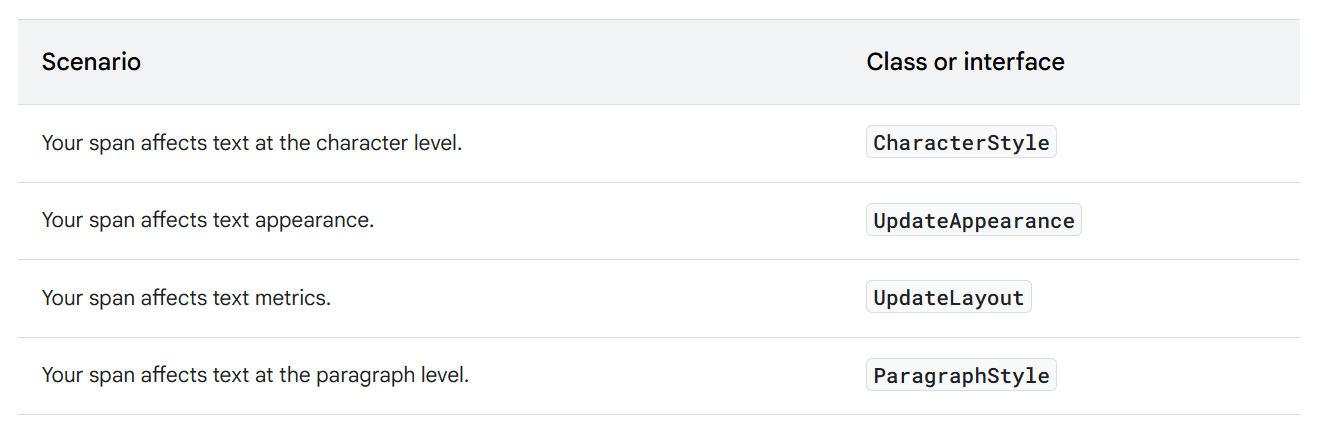 Scenario Class or interface
Your span affects text at the character level. CharacterStyle
Your span affects text appearance. UpdateAppearance
Your span affects text metrics. UpdateLayout
Your span affects text at the paragraph level. ParagraphStyle